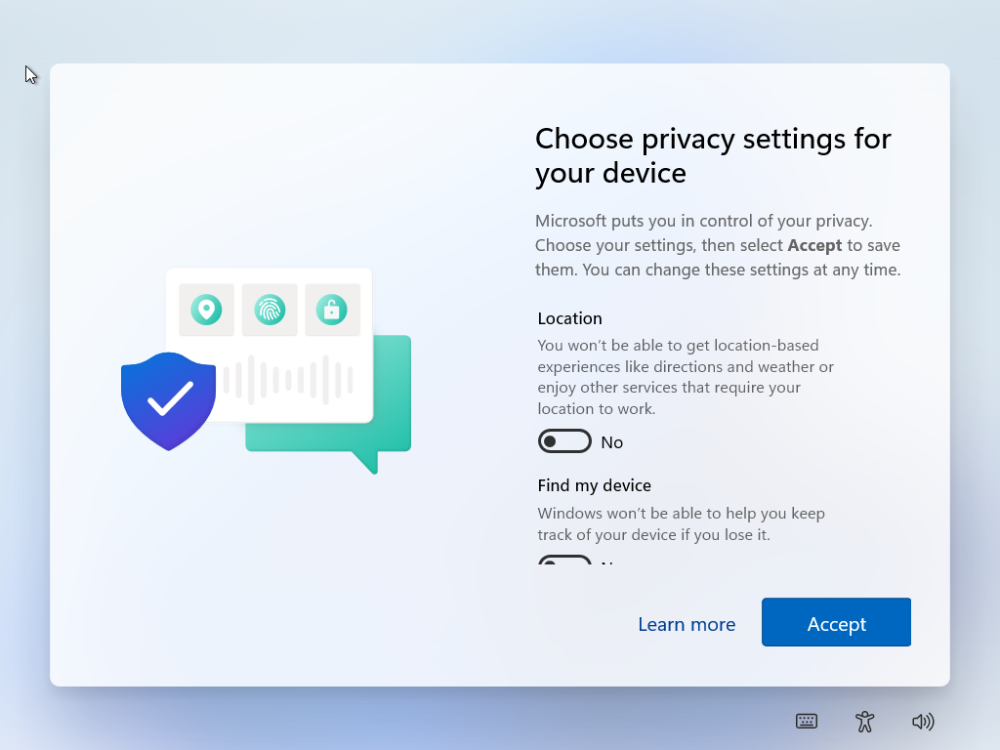 Choose privacy settings for
your device
Microsoft puts you in control of your privacy.
Choose your settings, then select Accept to save
them. You can change these settings at any time.
Location
You won’t be able to get location-based
experiences like directions and weather or
enjoy other services that require your
location to work.
No
Find my device
Windows won’t be able to help you keep
track of your device if you lose it.
Learn more
Accept